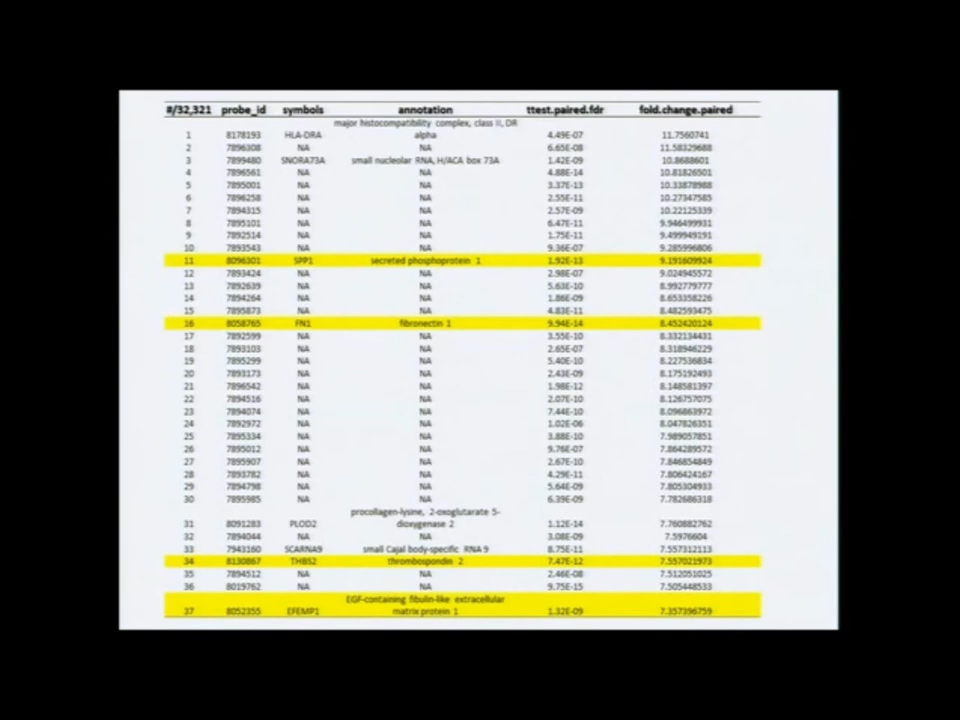 #/32,321 probe_id symbols annotation ttest.paired.fdr fold.change.paired
major histocompatibility complex, class II, DR
1 8178193 HLA-DRA alpha 4.49E-07 11.7560741
2 7896308 NA NA 6.65E-08 11.58329688
3 7899480 SNORA73A small nucleolar RNA, H/ACA box 73A 1.42E-09 10.8688601
4 7896561 NA NA 4.88E-14 10.81826501
5 7895001 NA NA 3.37E-13 10.33878988
6 7896258 NA NA 2.55E-11 10.27347585
7 7894315 NA NA 2.57E-09 10.22125339
8 7895101 NA NA 6.47E-11 9.946499931
9 7892514 NA NA 1.75E-11 9.499949191
10 7893543 NA NA 9.36E-07 9.285996806
11 8096301 SPP1 secreted phosphoprotein 1 1.92E-13 9.191609924
12 7893424 NA NA 2.98E-07 9.024945572
13 7892639 NA NA 5.63E-10 8.992779777
14 7894264 NA NA 1.86E-09 8.653358226
15 7895873 NA NA 4.83E-11 8.482593475
16 8058765 FN1 fibronectin 1 9.94E-14 8.452420124
17 7892599 NA NA 3.55E-10 8.332134431
18 7893103 NA NA 2.65E-07 8.318946229
19 7895299 NA NA 5.40E-10 8.227536834
20 7893173 NA NA 2.43E-09 8.175192493
21 7896542 NA NA 1.98E-12 8.148581397
22 7894516 NA NA 2.07E-10 8.126757075
23 7894074 NA NA 7.44E-10 8.096863972
24 7892972 NA NA 1.02E-06 8.047826351
25 7895334 NA NA 3.88E-10 7.989057851
26 7895012 NA NA 9.76E-07 7.864289572
27 7895907 NA NA 2.67E-10 7.846854849
28 7893782 NA NA 4.29E-11 7.806424167
29 7894798 NA NA 5.64E-09 7.805304933
30 7895985 NA NA 6.39E-09 7.782686318
procollagen-lysine, 2-oxoglutarate 5-
31 8091283 PLOD2 dioxygenase 2 1.12E-14 7.760882762
32 7894044 NA NA 3.08E-09 7.5976604
33 7943160 SCARNA9 small Cajal body-specific RNA 9 8.75E-11 7.557312113
34 8130867 THBS2 thrombospondin 2 7.47E-12 7.557021973
35 7894512 NA NA 2.46E-08 7.512051025
36 8019762 NA NA 9.75E-15 7.505448533
EGF-containing fibulin-like extracellular
37 8052355 EFEMP1 matrix protein 1 1.32E-09 7.357396759